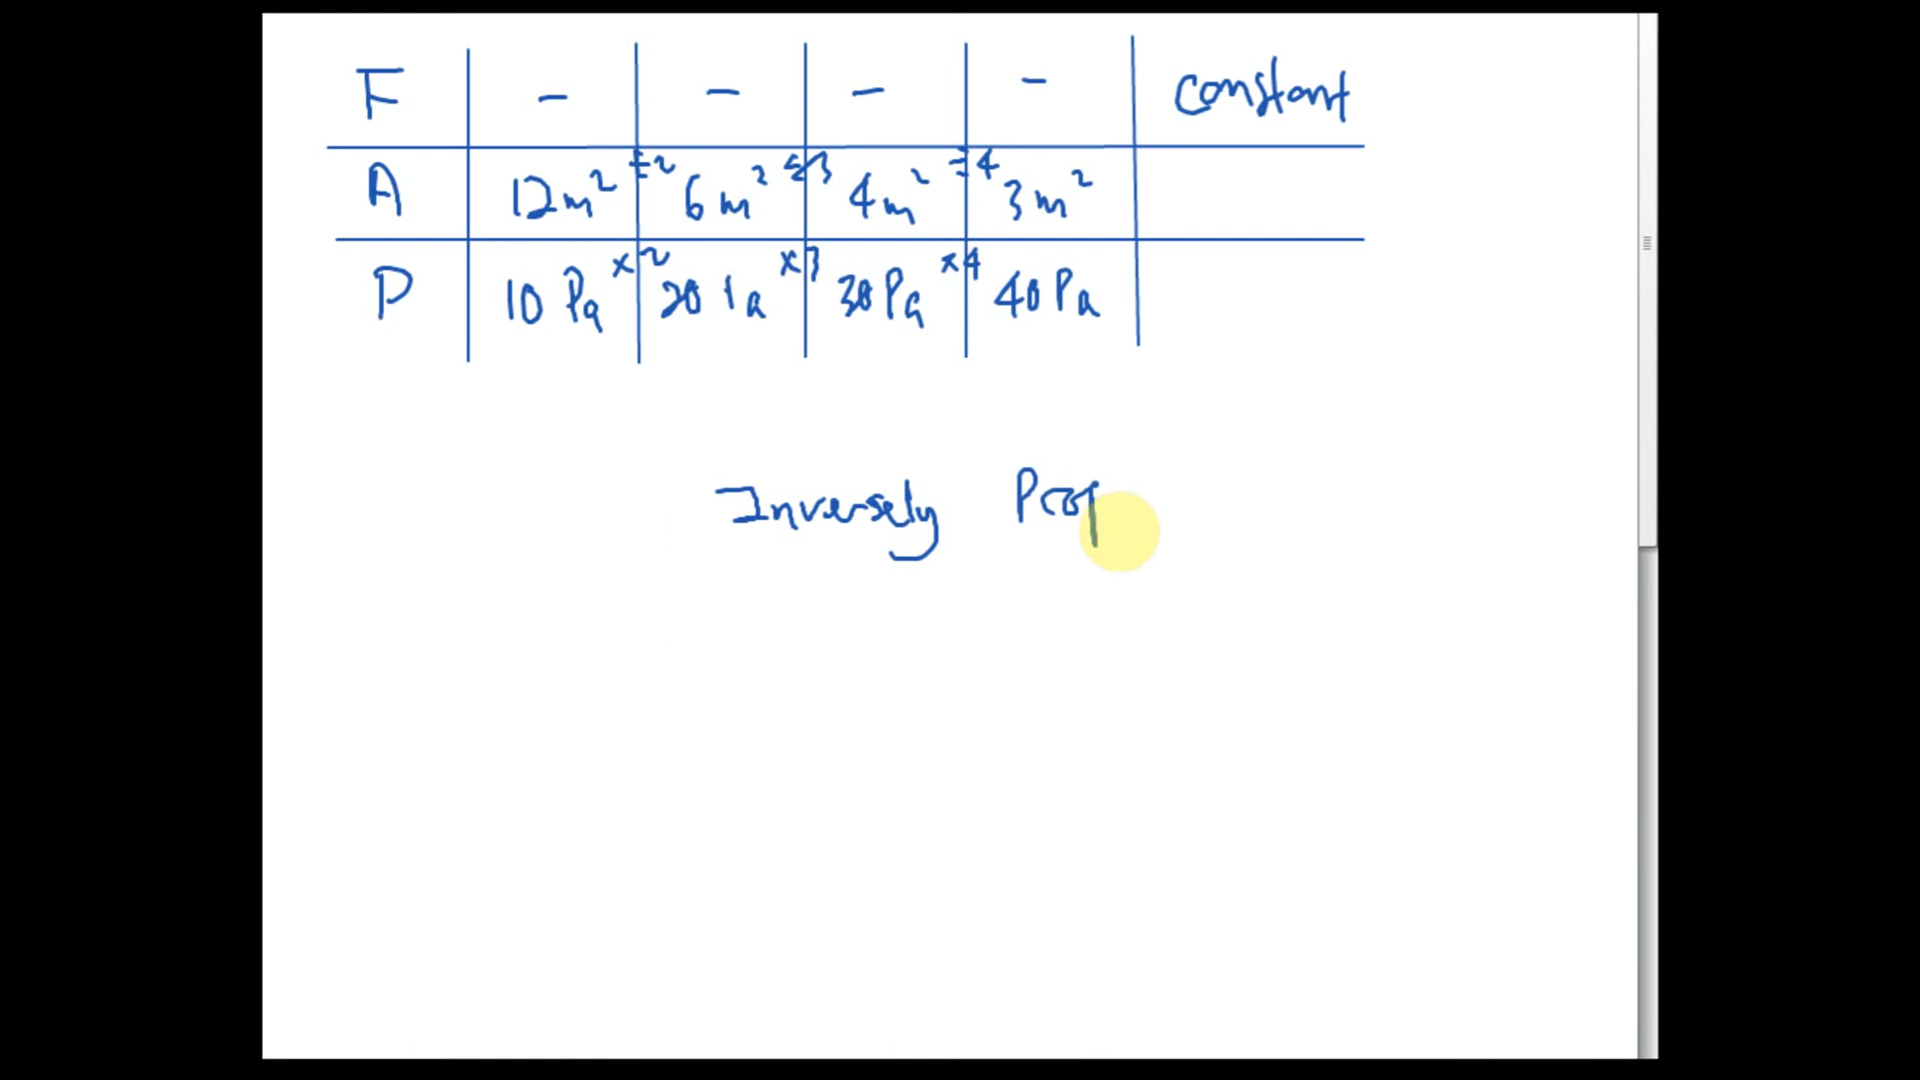 F - - - - constant
A 12m² ÷2 6m² ÷3 4m² ÷4 3m²
P 10 Pa ×2 20 Pa ×3 30 Pa ×4 40 Pa
Inversely Prop